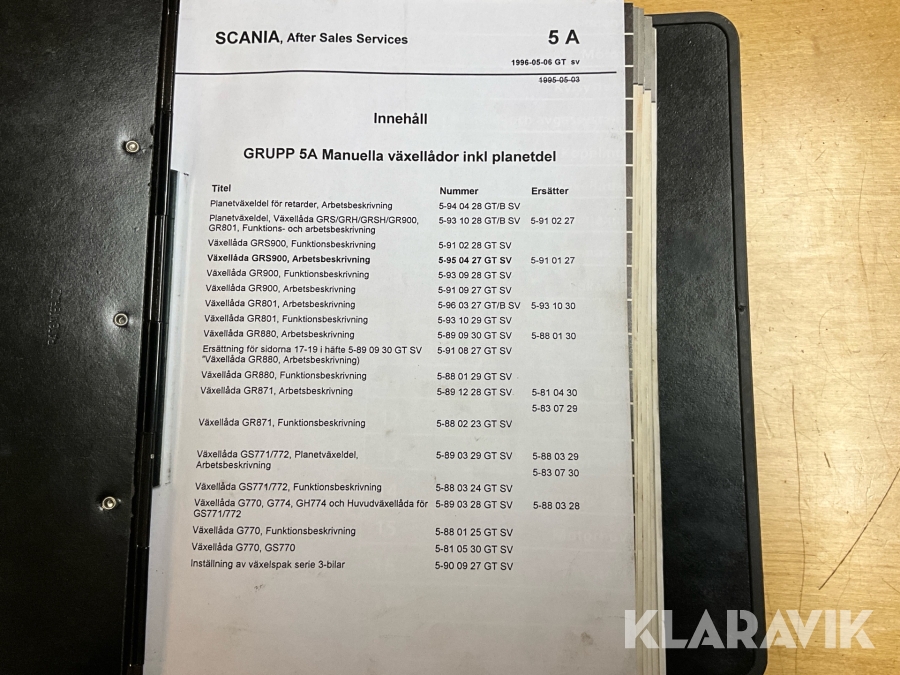 SCANIA, After Sales Services 5 A
1996-05-06 GT sv
1995-05-03
Innehåll
GRUPP 5A Manuella växellådor inkl planetdel
Titel Nummer Ersätter
Planetväxeldel för retarder, Arbetsbeskrivning 5-94 04 28 GT/B SV
Planetväxeldel, Växellåda GRS/GRH/GRSH/GR900, 5-93 10 28 GT/B SV 5-91 02 27
GR801, Funktions- och arbetsbeskrivning
Växellåda GRS900, Funktionsbeskrivning 5-91 02 28 GT SV
Växellåda GRS900, Arbetsbeskrivning 5-95 04 27 GT SV 5-91 01 27
Växellåda GR900, Funktionsbeskrivning 5-93 09 28 GT SV
Växellåda GR900, Arbetsbeskrivning 5-91 09 27 GT SV
Växellåda GR801, Arbetsbeskrivning 5-96 03 27 GT/B SV 5-93 10 30
Växellåda GR801, Funktionsbeskrivning 5-93 10 29 GT SV
Växellåda GR880, Arbetsbeskrivning 5-89 09 30 GT SV 5-88 01 30
Ersättning för sidorna 17-19 i häfte 5-89 09 30 GT SV 5-91 08 27 GT SV
"Växellåda GR880, Arbetsbeskrivning)
Växellåda GR880, Funktionsbeskrivning 5-88 01 29 GT SV
Växellåda GR871, Arbetsbeskrivning 5-89 12 28 GT SV 5-81 04 30
5-83 07 29
Växellåda GR871, Funktionsbeskrivning 5-88 02 23 GT SV
Växellåda GS771/772, Planetväxeldel, 5-89 03 29 GT SV 5-88 03 29
Arbetsbeskrivning 5-83 07 30
Växellåda GS771/772, Funktionsbeskrivning 5-88 03 24 GT SV
Växellåda G770, G774, GH774 och Huvudväxellåda för 5-89 03 28 GT SV 5-88 03 28
GS771/772
Växellåda G770, Funktionsbeskrivning 5-88 01 25 GT SV
Växellåda G770, GS770 5-81 05 30 GT SV
Inställning av växelspak serie 3-bilar 5-90 09 27 GT SV
KLARAVIK